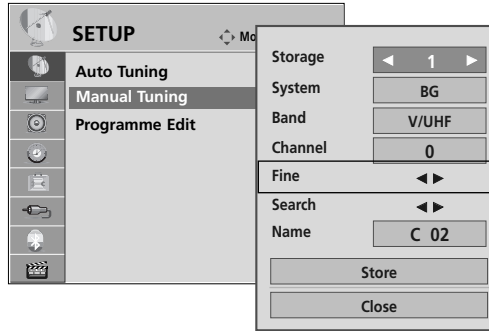 SETUP
Mo
Auto Tuning
Manual Tuning
Programme Edit
Storage ◄ 1 ►
System BG
Band V/UHF
Channel 0
Fine ◄ ►
Search ◄ ►
Name C 02
Store
Close